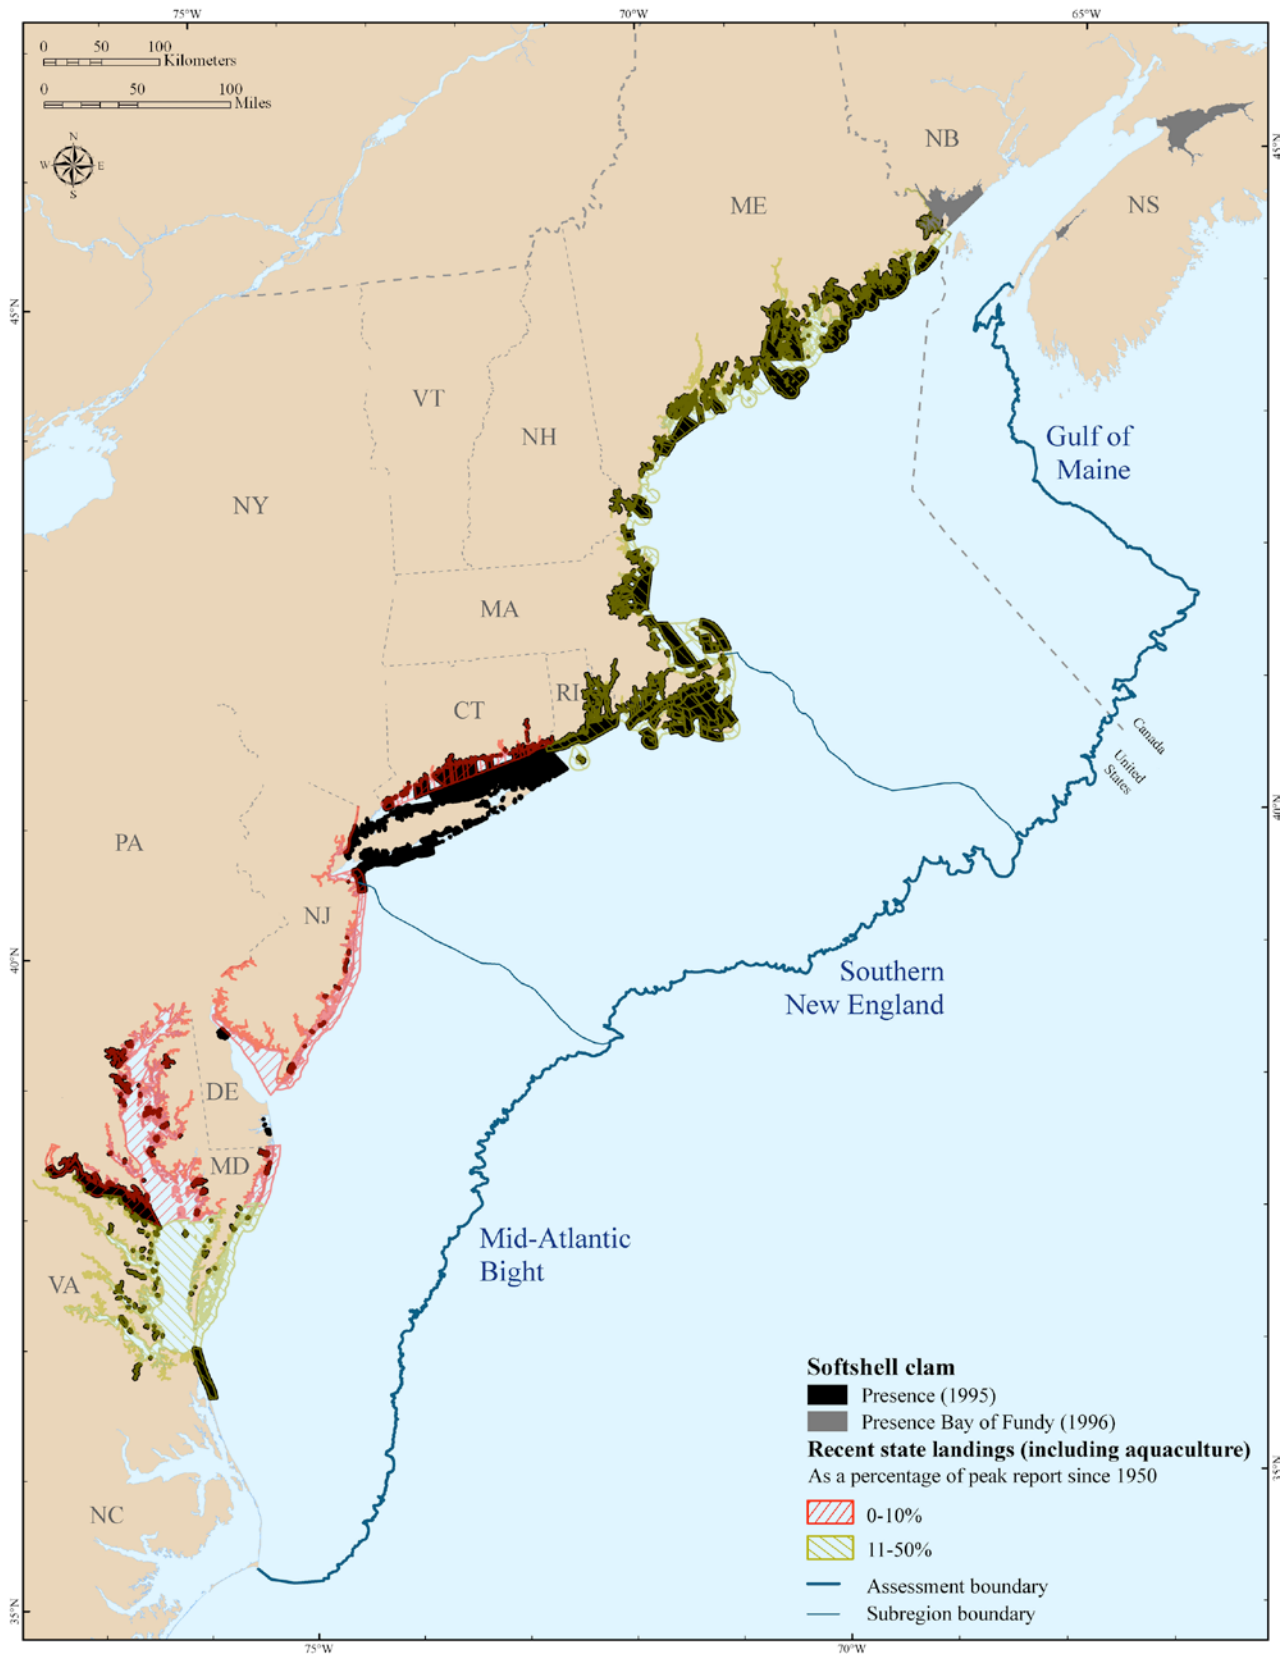 75°W
70°W
65°W
0 50 100
Kilometers
0 50 100
Miles
N
W E
S
45°N
45°N
NB
NS
ME
VT
NH
NY
Gulf of
Maine
MA
CT
RI
Canada
United
States
40°N
PA
NJ
40°N
Southern
New England
DE
MD
Mid-Atlantic
Bight
VA
Softshell clam
Presence (1995)
Presence Bay of Fundy (1996)
Recent state landings (including aquaculture)
As a percentage of peak report since 1950
35°N
NC
0-10%
11-50%
Assessment boundary
Subregion boundary
35°N
75°W
70°W